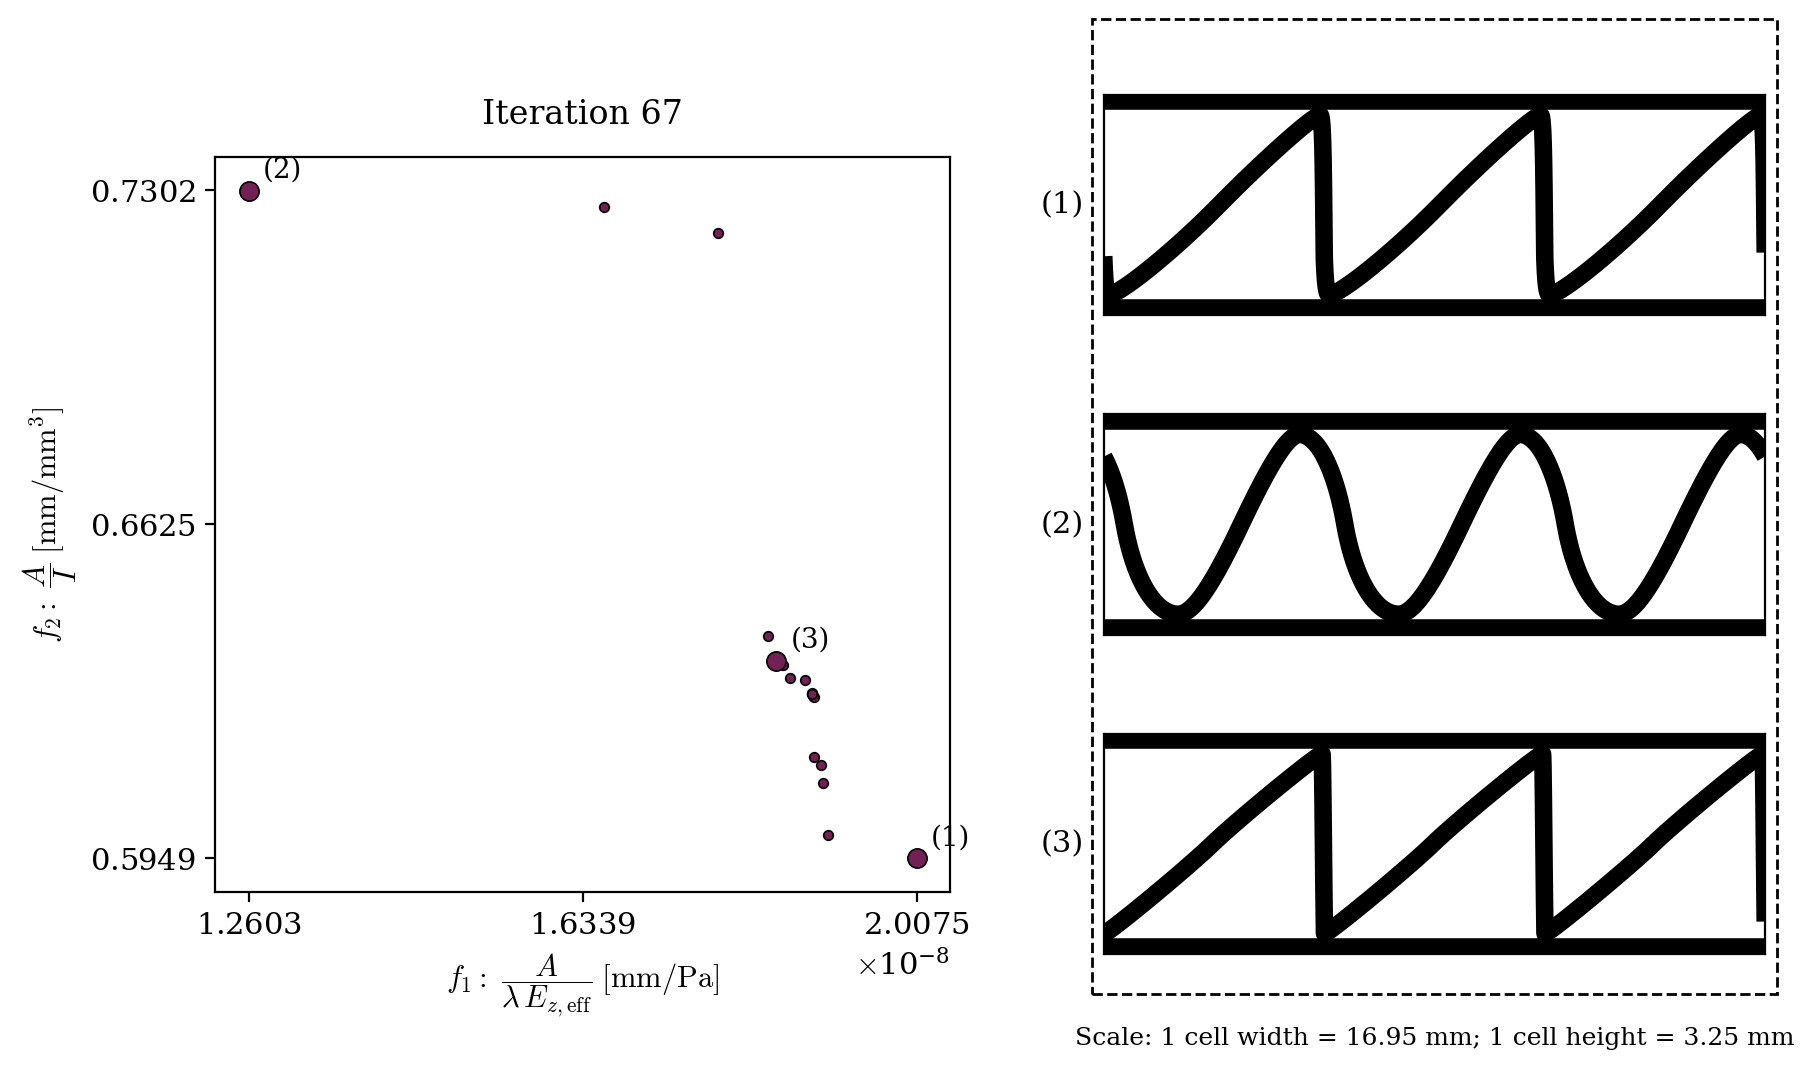 Iteration 67
(2)
0.7302
0.6625
0.5949
(3)
(1)
1.2603 1.6339 2.0075
×10⁻⁸
f₁ : A / (λ E_{z, eff}) [mm/Pa]
f₂ : A / I [mm/mm³]
(1)
(2)
(3)
Scale: 1 cell width = 16.95 mm; 1 cell height = 3.25 mm